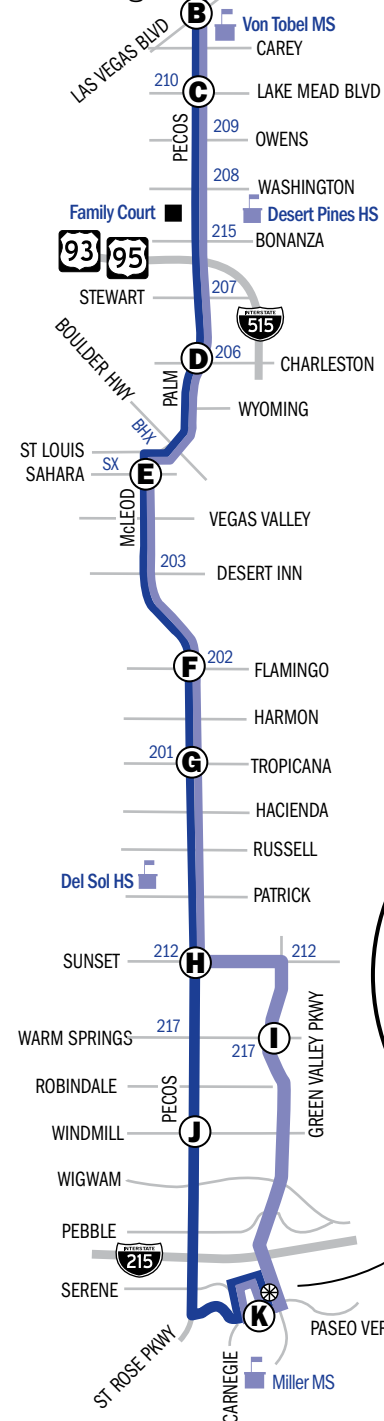 B
Von Tobel MS
LAS VEGAS BLVD
CAREY
210
C
LAKE MEAD BLVD
PECOS
209
OWENS
208
WASHINGTON
Family Court
Desert Pines HS
215
BONANZA
93
95
207
STEWART
INTERSTATE
515
BOULDER HWY
D
206
CHARLESTON
PALM
WYOMING
BHX
ST LOUIS
SAHARA
SX
E
McLEOD
VEGAS VALLEY
203
DESERT INN
F
202
FLAMINGO
HARMON
201
G
TROPICANA
HACIENDA
RUSSELL
Del Sol HS
PATRICK
SUNSET
212
H
212
WARM SPRINGS
217
217
I
GREEN VALLEY PKWY
ROBINDALE
PECOS
WINDMILL
J
WIGWAM
PEBBLE
INTERSTATE
215
SERENE
K
ST ROSE PKWY
PASEO VER
CARNEGIE
Miller MS